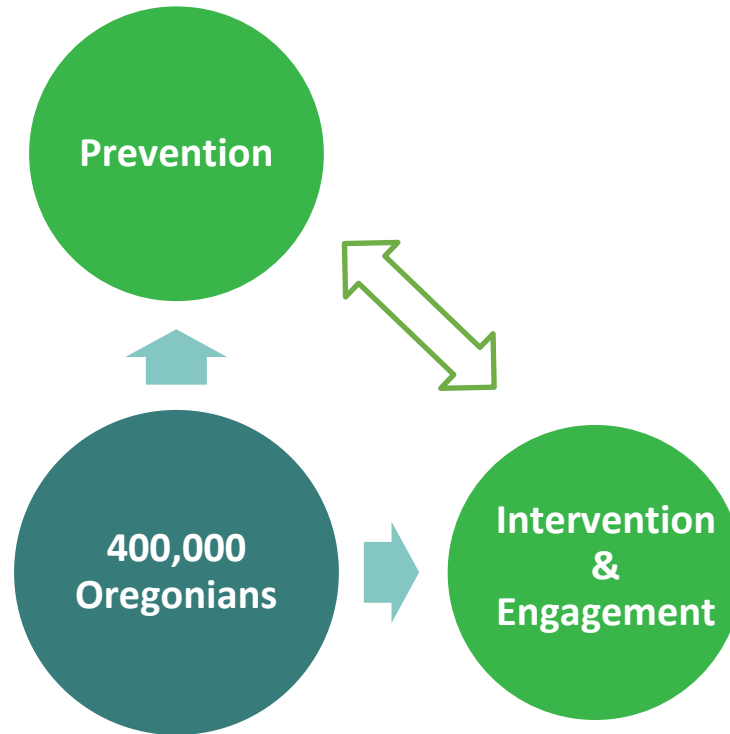 Prevention
400,000
Oregonians
Intervention
&
Engagement